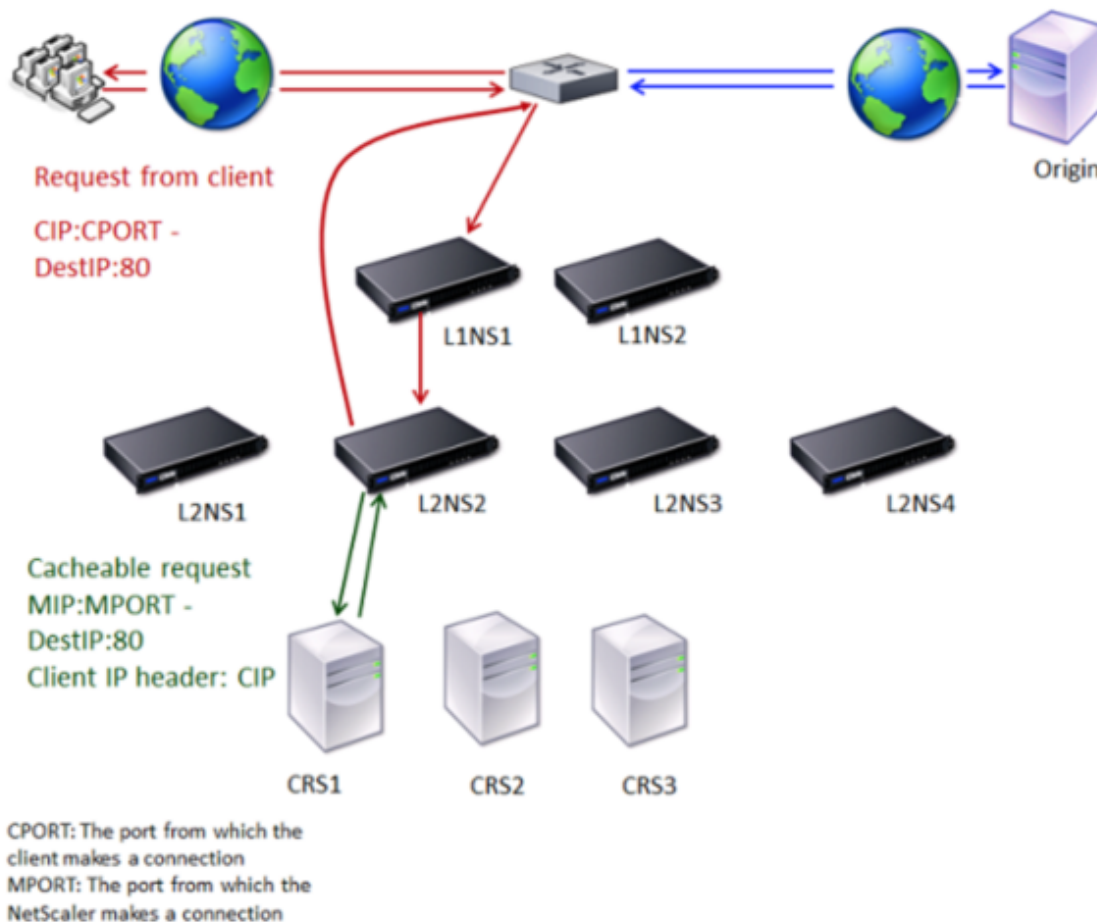 Origin
Request from client
CIP:CPORT -
DestIP:80
L1NS1
L1NS2
L2NS1
L2NS2
L2NS3
L2NS4
Cacheable request
MIP:MPORT -
DestIP:80
Client IP header: CIP
CRS1
CRS2
CRS3
CPORT: The port from which the
client makes a connection
MPORT: The port from which the
NetScaler makes a connection